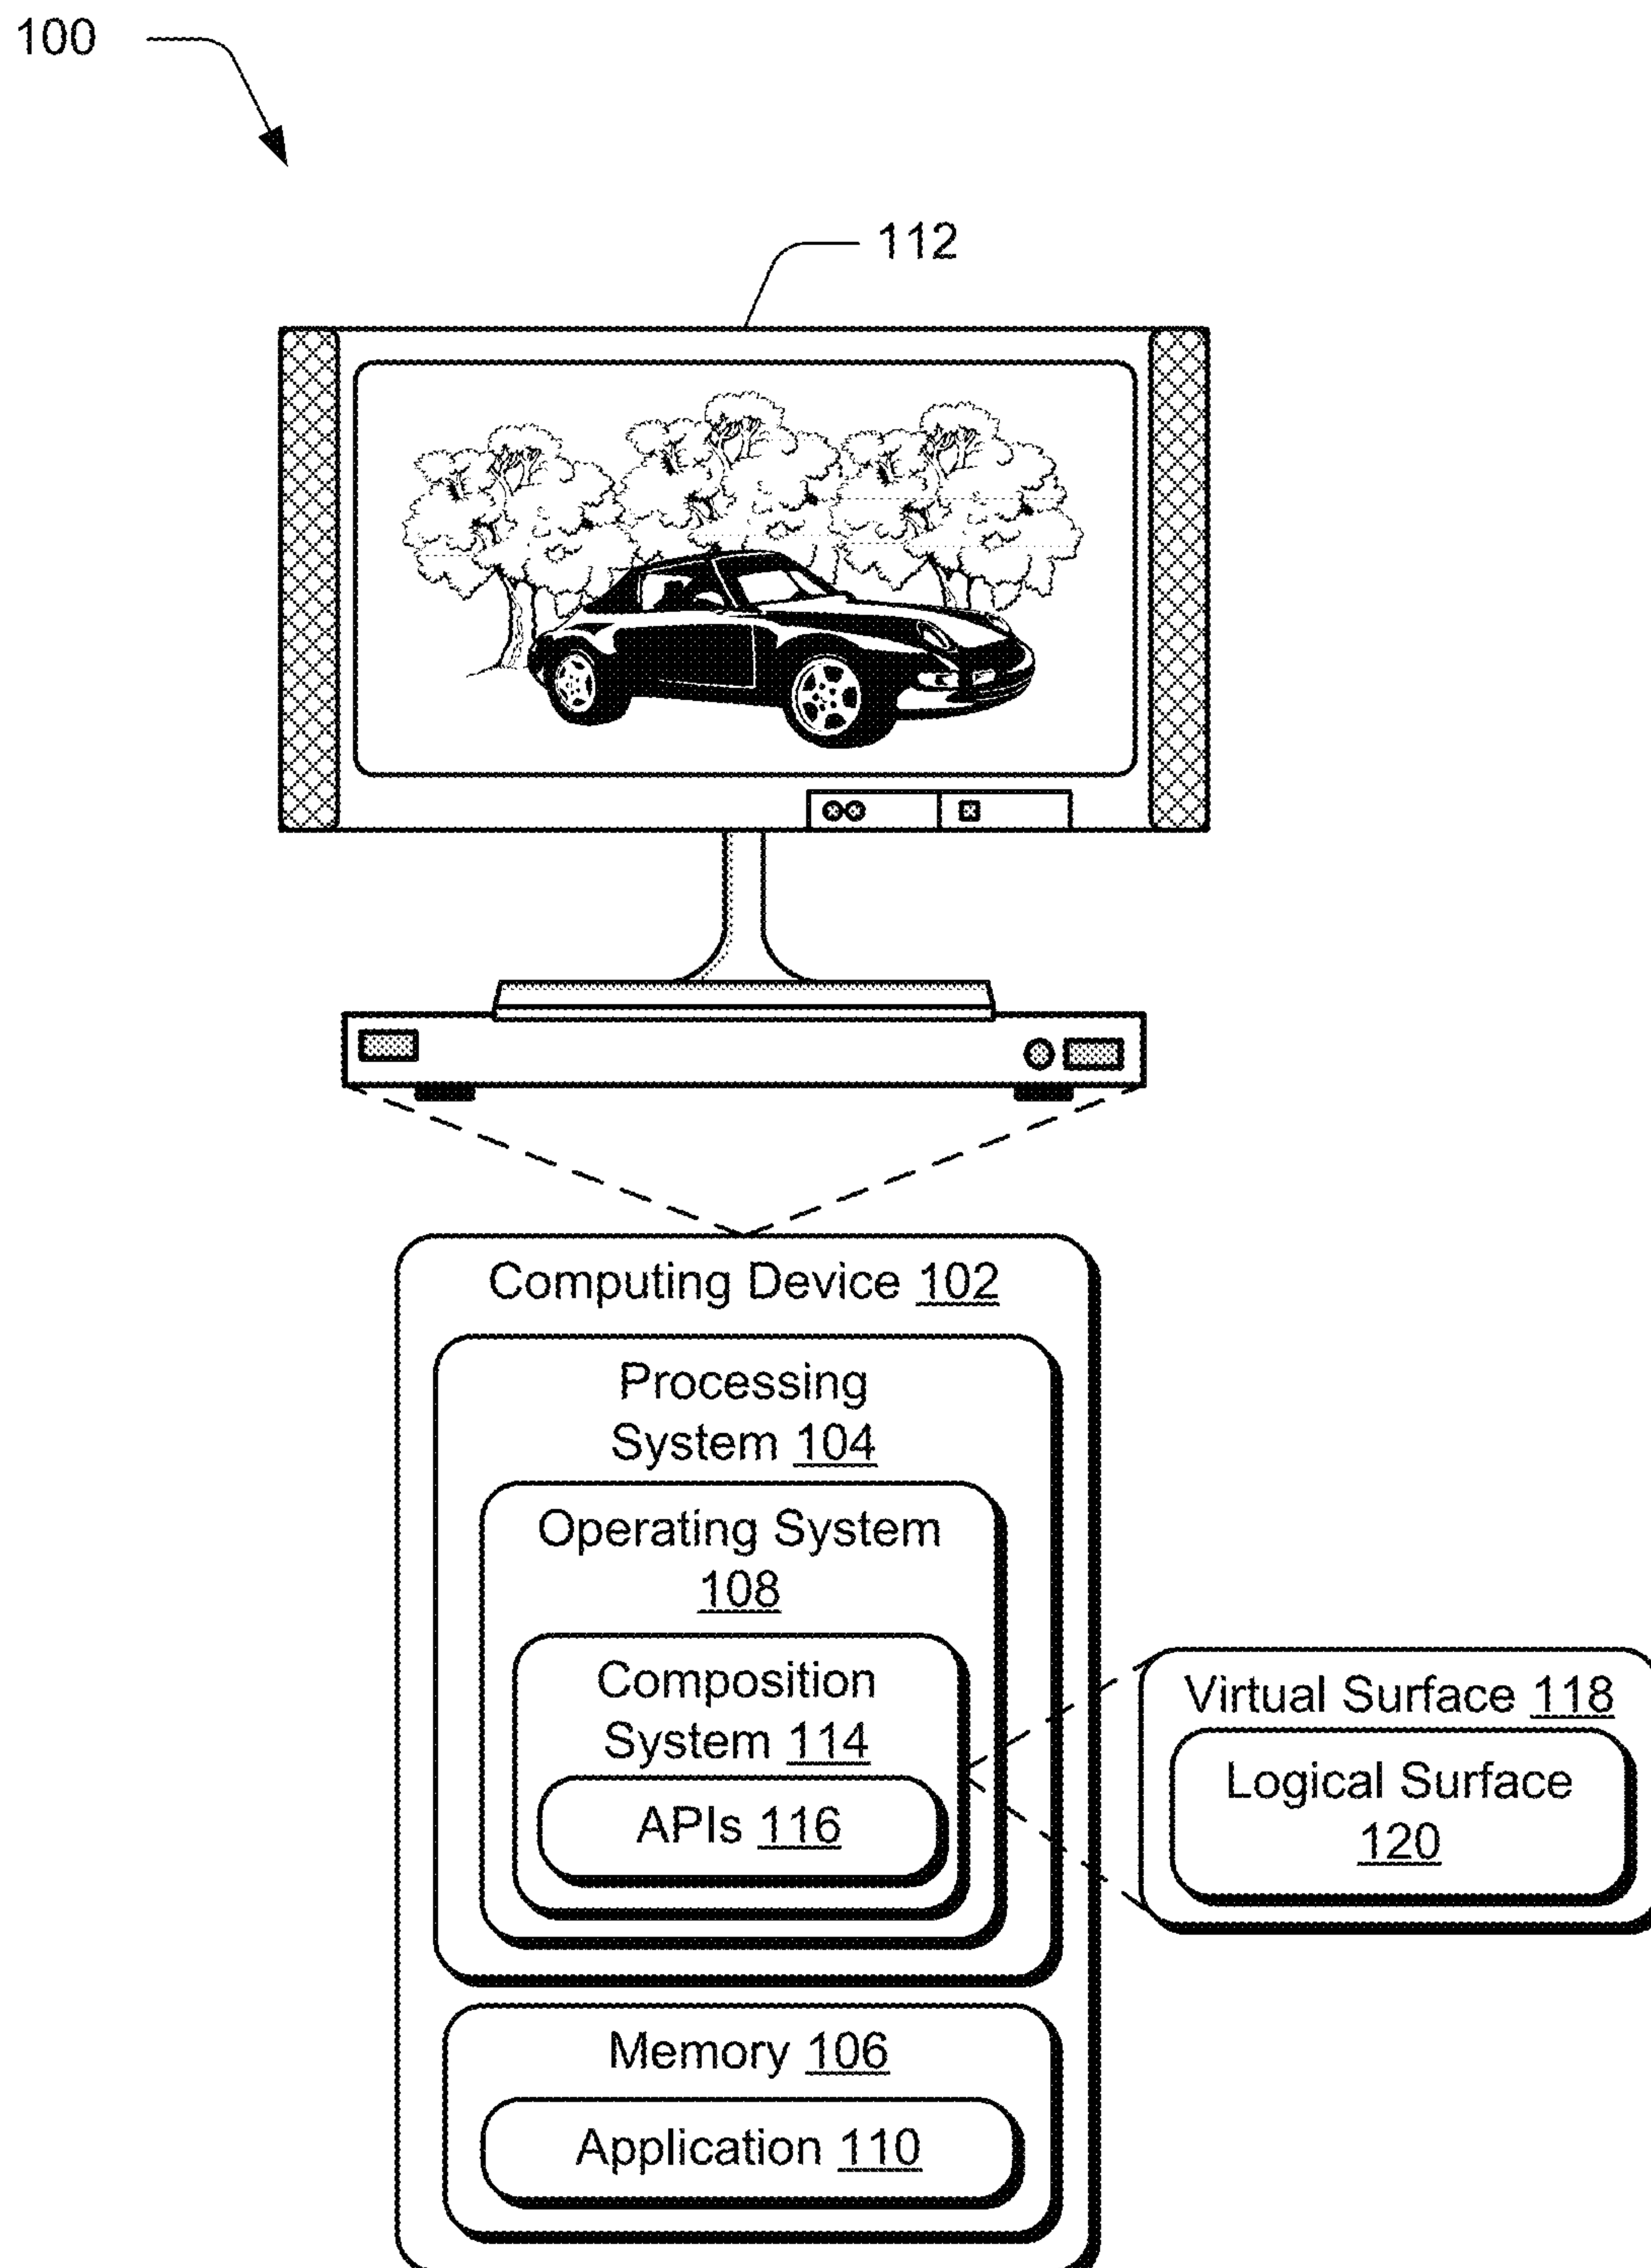 100
112
Computing Device 102
Processing
System 104
Operating System
108
Composition
System 114
APIs 116
Virtual Surface 118
Logical Surface
120
Memory 106
Application 110